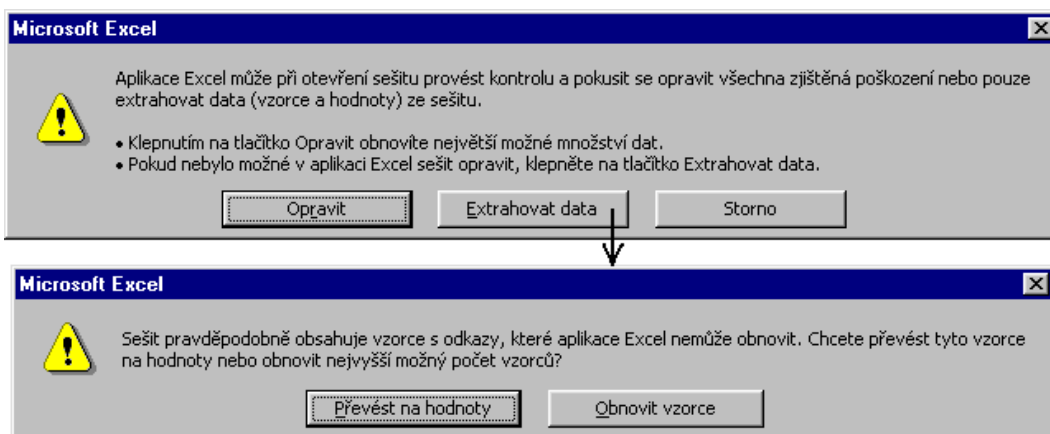 Microsoft Excel
Aplikace Excel může při otevření sešitu provést kontrolu a pokusit se opravit všechna zjištěná poškození nebo pouze
extrahovat data (vzorce a hodnoty) ze sešitu.
• Klepnutím na tlačítko Opravit obnovíte největší možné množství dat.
• Pokud nebylo možné v aplikaci Excel sešit opravit, klepněte na tlačítko Extrahovat data.
Opravit Extrahovat data Storno
Microsoft Excel
Sešit pravděpodobně obsahuje vzorce s odkazy, které aplikace Excel nemůže obnovit. Chcete převést tyto vzorce
na hodnoty nebo obnovit nejvyšší možný počet vzorců?
Převést na hodnoty Obnovit vzorce